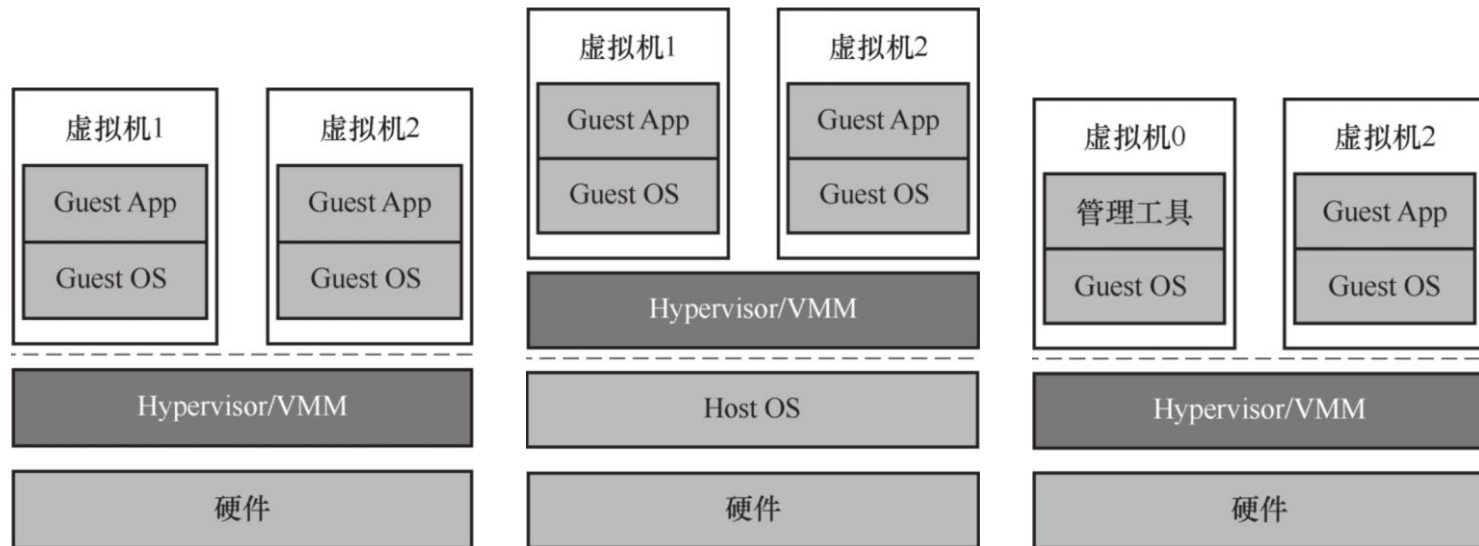 虚拟机1
虚拟机2
Guest App
Guest App
Guest OS
Guest OS
Hypervisor/VMM
硬件
虚拟机1
虚拟机2
Guest App
Guest App
Guest OS
Guest OS
Hypervisor/VMM
Host OS
硬件
虚拟机0
虚拟机2
管理工具
Guest App
Guest OS
Guest OS
Hypervisor/VMM
硬件